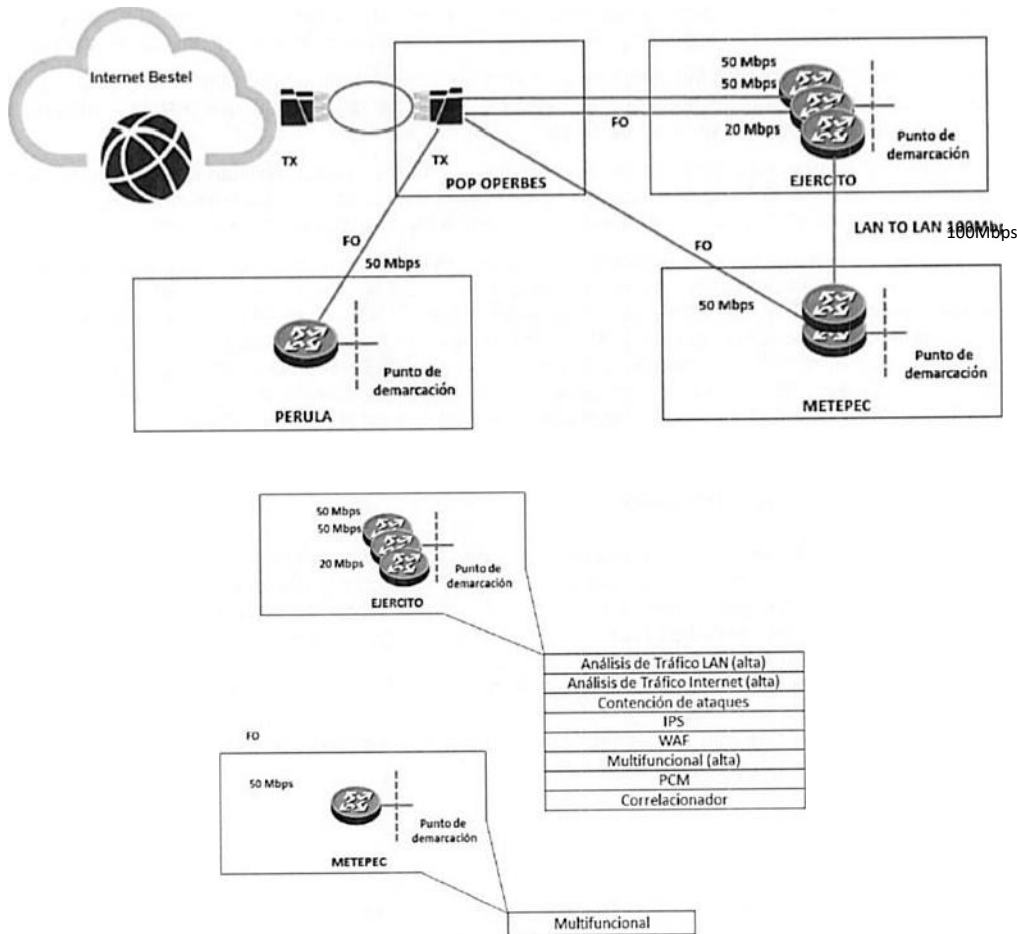 Internet Bestel
TX
TX
POP OPERBES
FO
50 Mbps
50 Mbps
20 Mbps
Punto de
demarcación
EJERCITO
LAN TO LAN 100Mbps
FO
50 Mbps
FO
50 Mbps
Punto de
demarcación
PERULA
Punto de
demarcación
METEPEC
50 Mbps
50 Mbps
20 Mbps
Punto de
demarcación
EJERCITO
Análisis de Tráfico LAN (alta)
Análisis de Tráfico Internet (alta)
Contención de ataques
IPS
WAF
Multifuncional (alta)
PCM
Correlacionador
FO
50 Mbps
Punto de
demarcación
METEPEC
Multifuncional